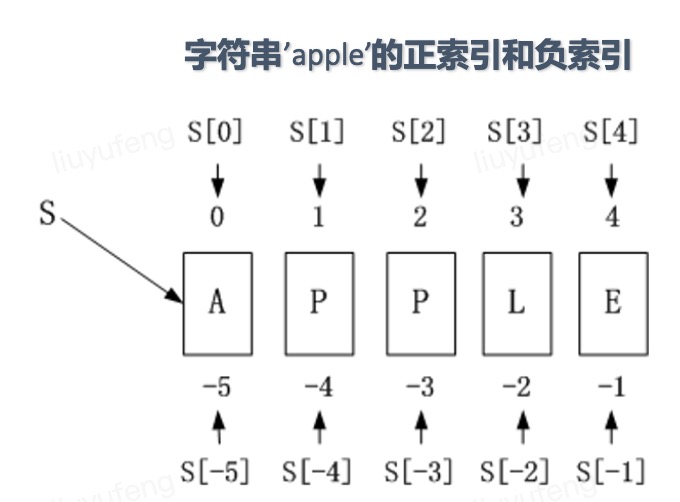 字符串’apple’的正索引和负索引
S[0] S[1] S[2] S[3] S[4]
liuyufeng liuyufeng
0 1 2 3 4
S
A P P L E
-5 -4 -3 -2 -1
S[-5] S[-4] S[-3] S[-2] S[-1]
liuyufeng liuyufeng